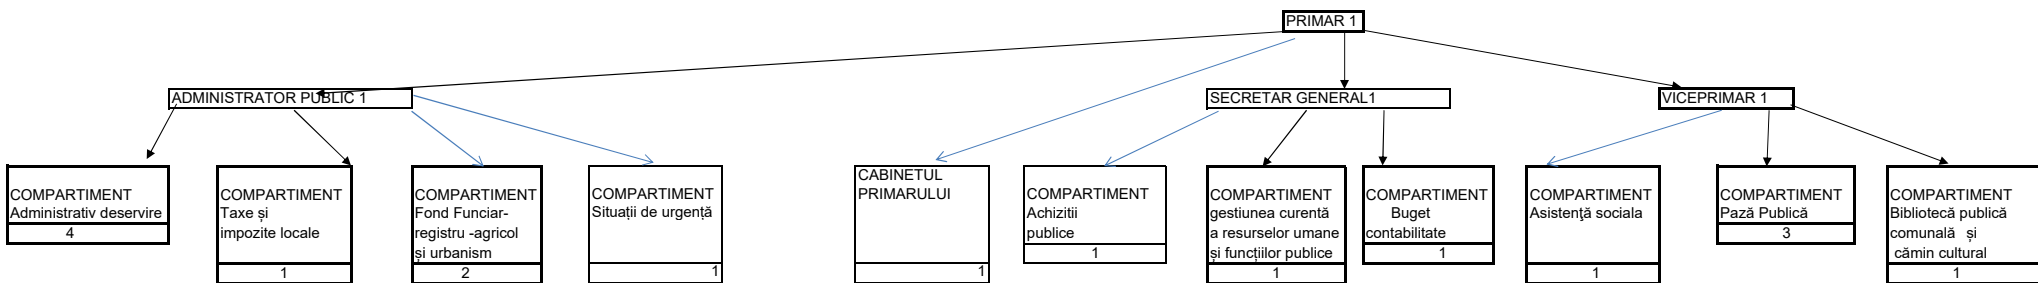 PRIMAR 1
ADMINISTRATOR PUBLIC 1
SECRETAR GENERAL1
VICEPRIMAR 1
COMPARTIMENT
Administrativ deservire
4
COMPARTIMENT
Taxe și
impozite locale
1
COMPARTIMENT
Fond Funciar-
registru -agricol
și urbanism
2
COMPARTIMENT
Situații de urgență
1
CABINETUL
PRIMARULUI
1
COMPARTIMENT
Achizitii
publice
1
COMPARTIMENT
gestiunea curentă
a resurselor umane
și funcțiilor publice
1
COMPARTIMENT
Buget
contabilitate
1
COMPARTIMENT
Asistenţă sociala
1
COMPARTIMENT
Pază Publică
3
COMPARTIMENT
Bibliotecă publică
comunală și
cămin cultural
1